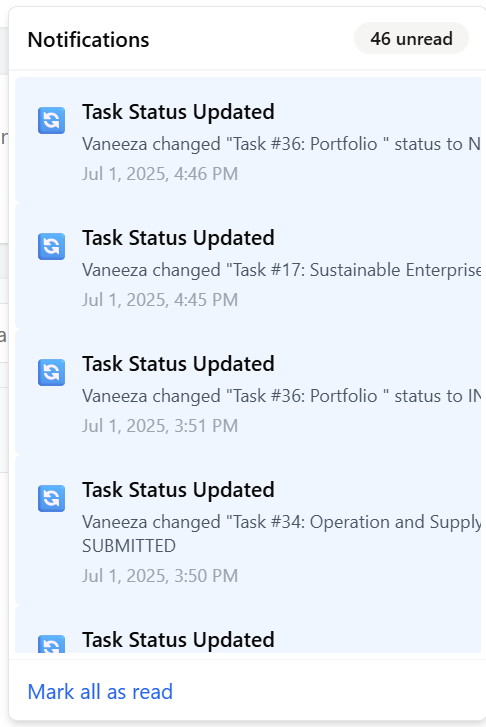 Notifications
46 unread
Task Status Updated
Vaneeza changed "Task #36: Portfolio " status to N
Jul 1, 2025, 4:46 PM
Task Status Updated
Vaneeza changed "Task #17: Sustainable Enterprise
Jul 1, 2025, 4:45 PM
Task Status Updated
Vaneeza changed "Task #36: Portfolio " status to IN
Jul 1, 2025, 3:51 PM
Task Status Updated
Vaneeza changed "Task #34: Operation and Supply
SUBMITTED
Jul 1, 2025, 3:50 PM
Task Status Updated
Mark all as read